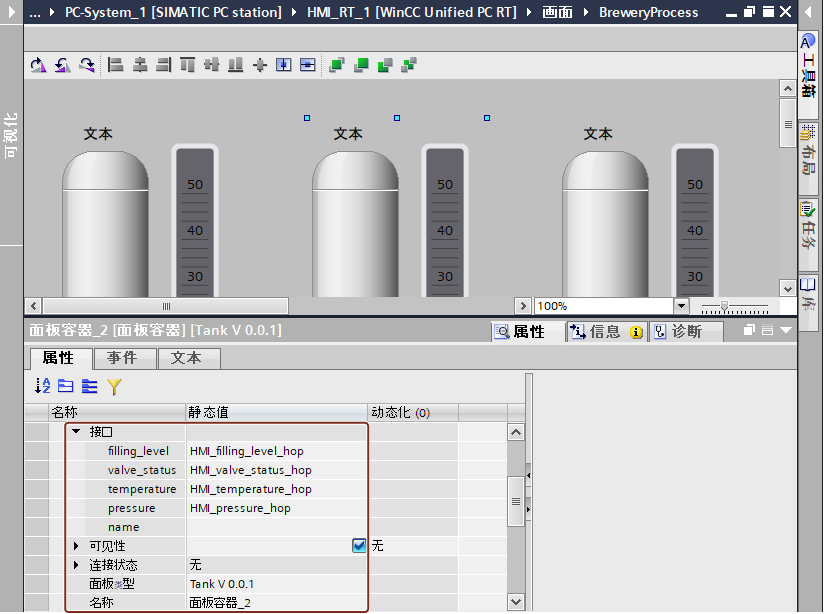 ... PC-System_1 [SIMATIC PC station] HMI_RT_1 [WinCC Unified PC RT] 画面 BreweryProcess
可视化
工具箱
布局
任务
库
文本 文本 文本
50 50 50
40 40 40
30 30 30
100%
面板容器_2 [面板容器] [Tank V 0.0.1] 属性 信息 诊断
属性 事件 文本
名称 静态值 动态化 (0)
接口
filling_level HMI_filling_level_hop
valve_status HMI_valve_status_hop
temperature HMI_temperature_hop
pressure HMI_pressure_hop
name
可见性 无
连接状态 无
面板类型 Tank V 0.0.1
名称 面板容器_2